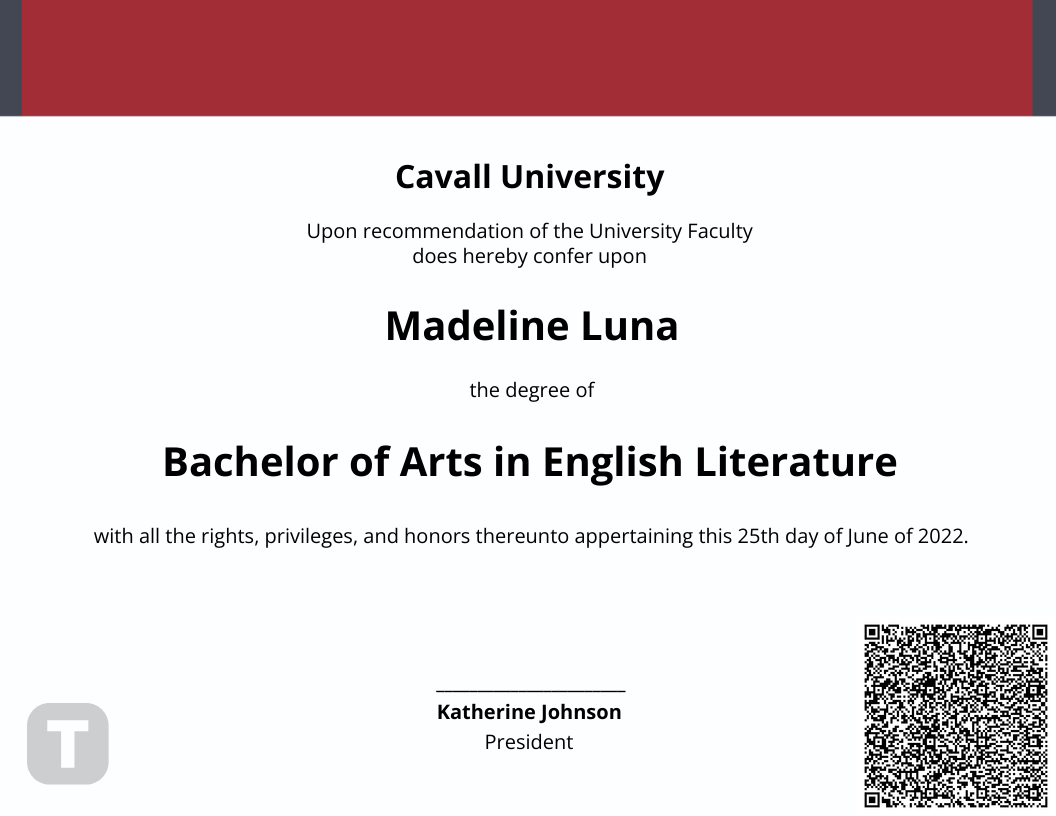 Cavall University
Upon recommendation of the University Faculty
does hereby confer upon
Madeline Luna
the degree of
Bachelor of Arts in English Literature
with all the rights, privileges, and honors thereunto appertaining this 25th day of June of 2022.
Katherine Johnson
President
T